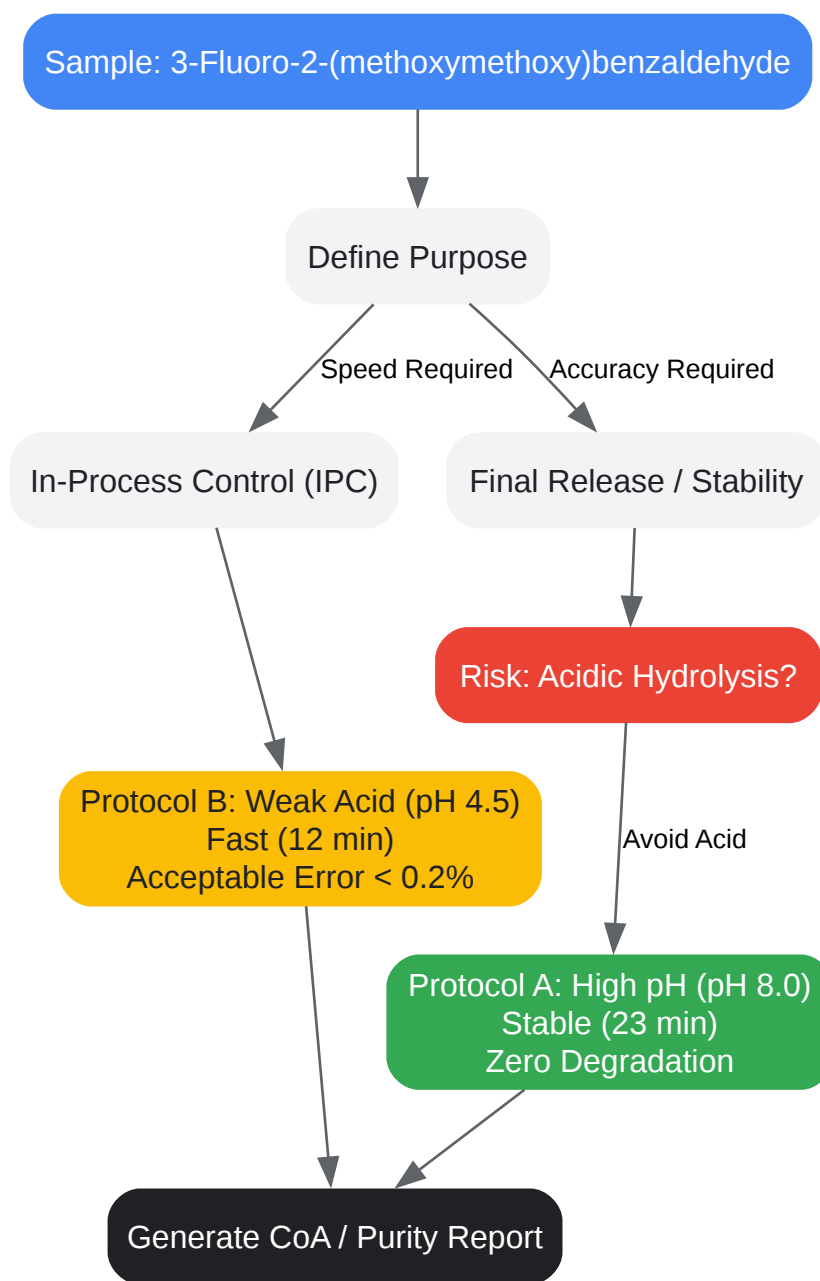 Sample: 3-Fluoro-2-(methoxymethoxy)benzaldehyde
Define Purpose
Speed Required
Accuracy Required
In-Process Control (IPC)
Final Release / Stability
Risk: Acidic Hydrolysis?
Protocol B: Weak Acid (pH 4.5)
Fast (12 min)
Acceptable Error < 0.2%
Avoid Acid
Protocol A: High pH (pH 8.0)
Stable (23 min)
Zero Degradation
Generate CoA / Purity Report